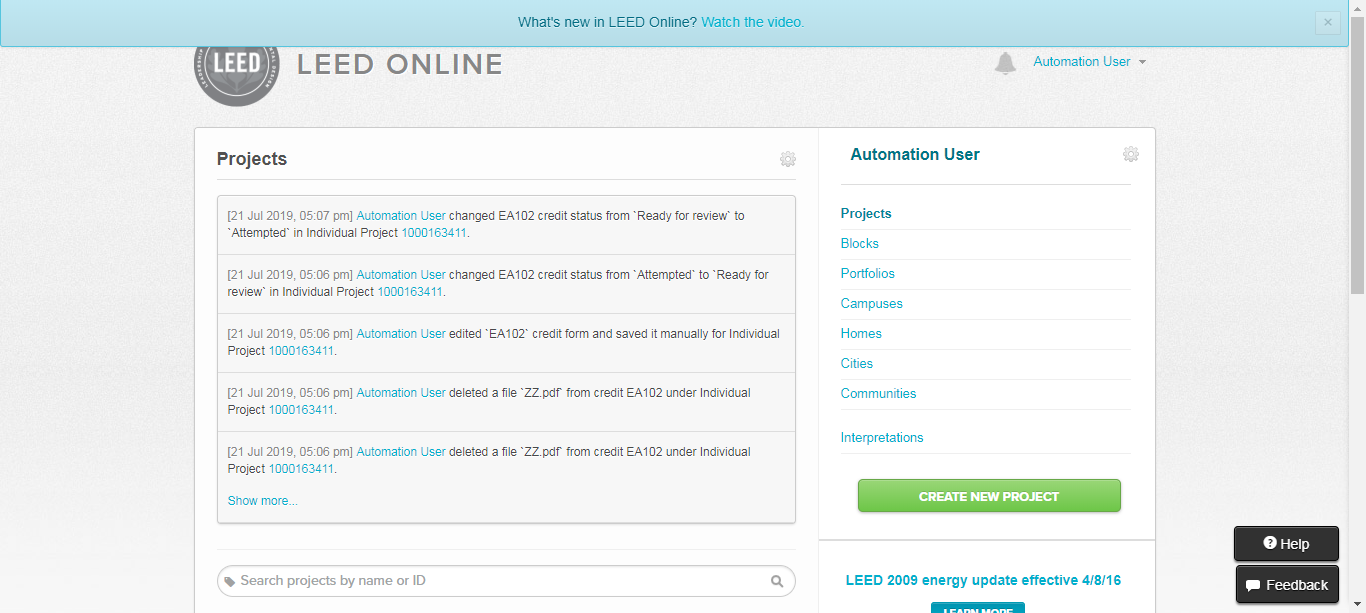 What's new in LEED Online? Watch the video.
×
LEED
LEED ONLINE
Automation User
Projects
[21 Jul 2019, 05:07 pm] Automation User changed EA102 credit status from `Ready for review` to
`Attempted` in Individual Project 1000163411.
[21 Jul 2019, 05:06 pm] Automation User changed EA102 credit status from `Attempted` to `Ready for
review` in Individual Project 1000163411.
[21 Jul 2019, 05:06 pm] Automation User edited `EA102` credit form and saved it manually for Individual
Project 1000163411.
[21 Jul 2019, 05:06 pm] Automation User deleted a file `ZZ.pdf` from credit EA102 under Individual
Project 1000163411.
[21 Jul 2019, 05:06 pm] Automation User deleted a file `ZZ.pdf` from credit EA102 under Individual
Project 1000163411.
Show more...
Search projects by name or ID
Automation User
Projects
Blocks
Portfolios
Campuses
Homes
Cities
Communities
Interpretations
CREATE NEW PROJECT
LEED 2009 energy update effective 4/8/16
LEARN MORE
Help
Feedback